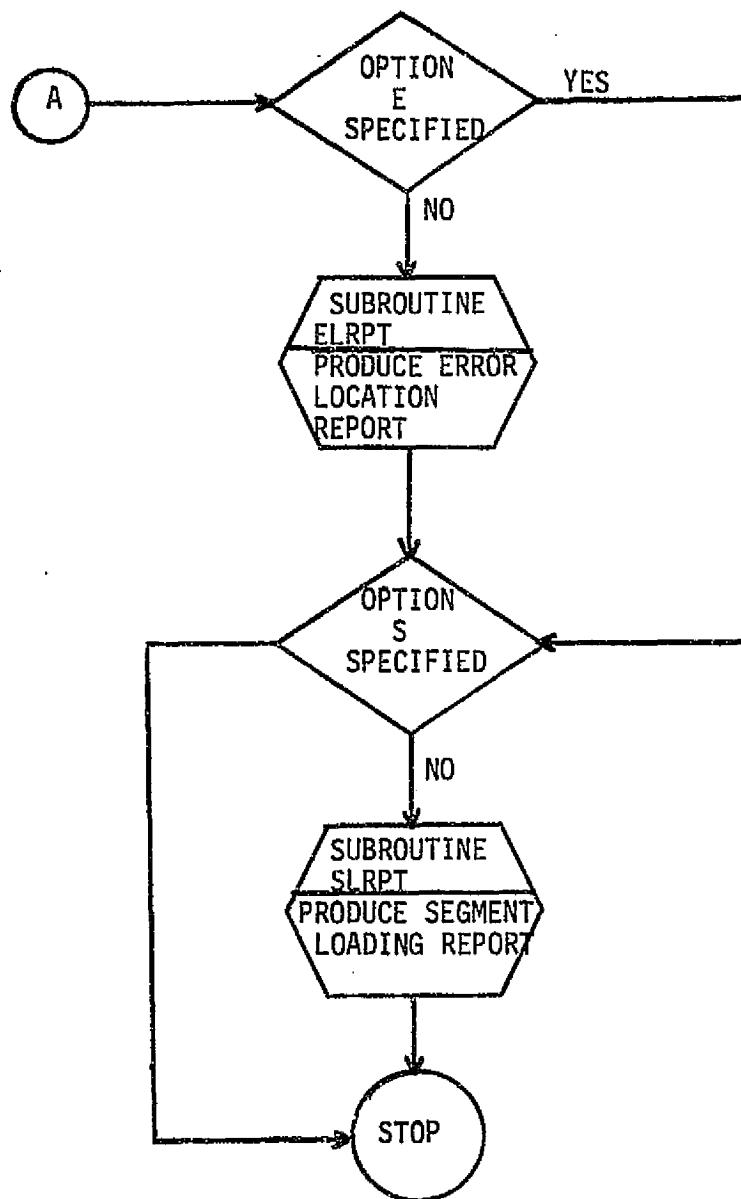 A
OPTION
E
SPECIFIED
YES
NO
SUBROUTINE
ELRPT
PRODUCE ERROR
LOCATION
REPORT
OPTION
S
SPECIFIED
NO
SUBROUTINE
SLRPT
PRODUCE SEGMENT
LOADING REPORT
STOP